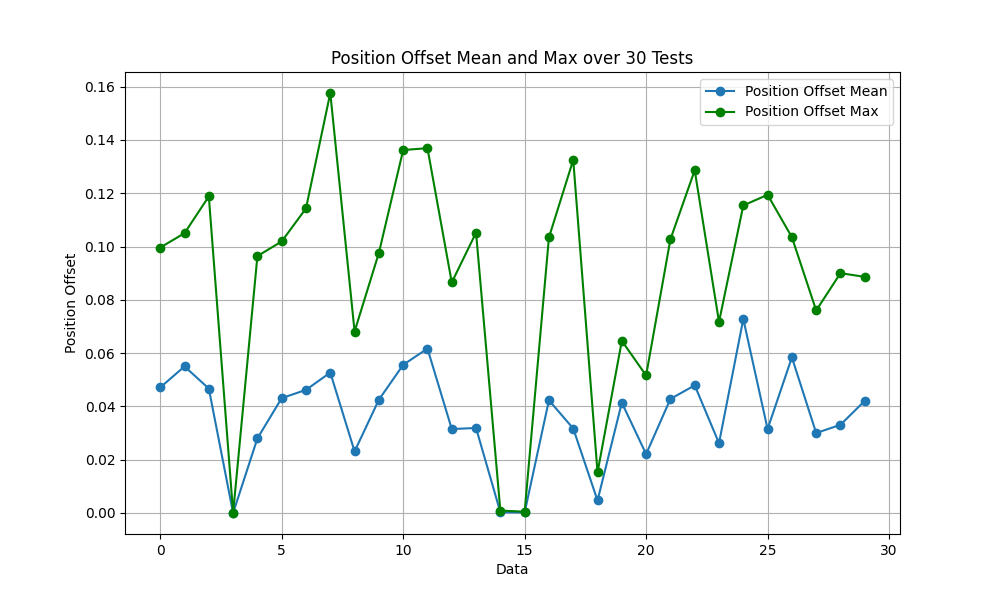 Position Offset Mean and Max over 30 Tests
Position Offset Mean
Position Offset Max
Position Offset
0.16
0.14
0.12
0.10
0.08
0.06
0.04
0.02
0.00
0 5 10 15 20 25 30
Data